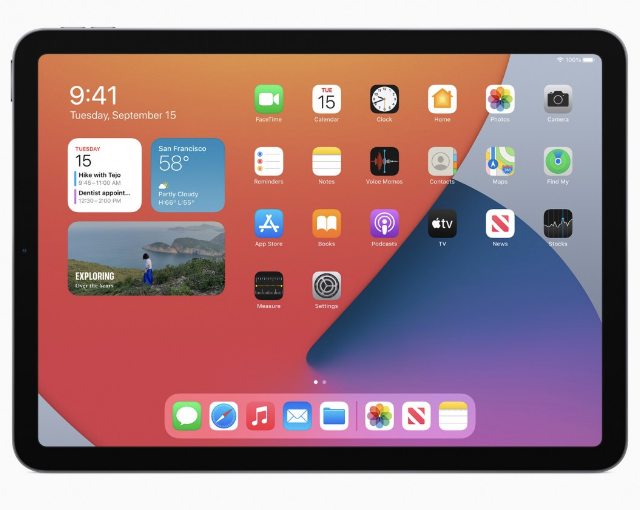 100%
9:41
Tuesday, September 15
TUESDAY
15
Hike with Tejo
9:45–11:00 AM
Dentist appoint...
12:30–2:00 PM
San Francisco
58°
Partly Cloudy
H:66° L:55°
EXPLORING
Over the Years
TUE
15
FaceTime
Calendar
Clock
Home
Photos
Camera
Reminders
Notes
Voice Memos
Contacts
Maps
Find My
App Store
Books
Podcasts
tv
TV
News
Stocks
Measure
Settings